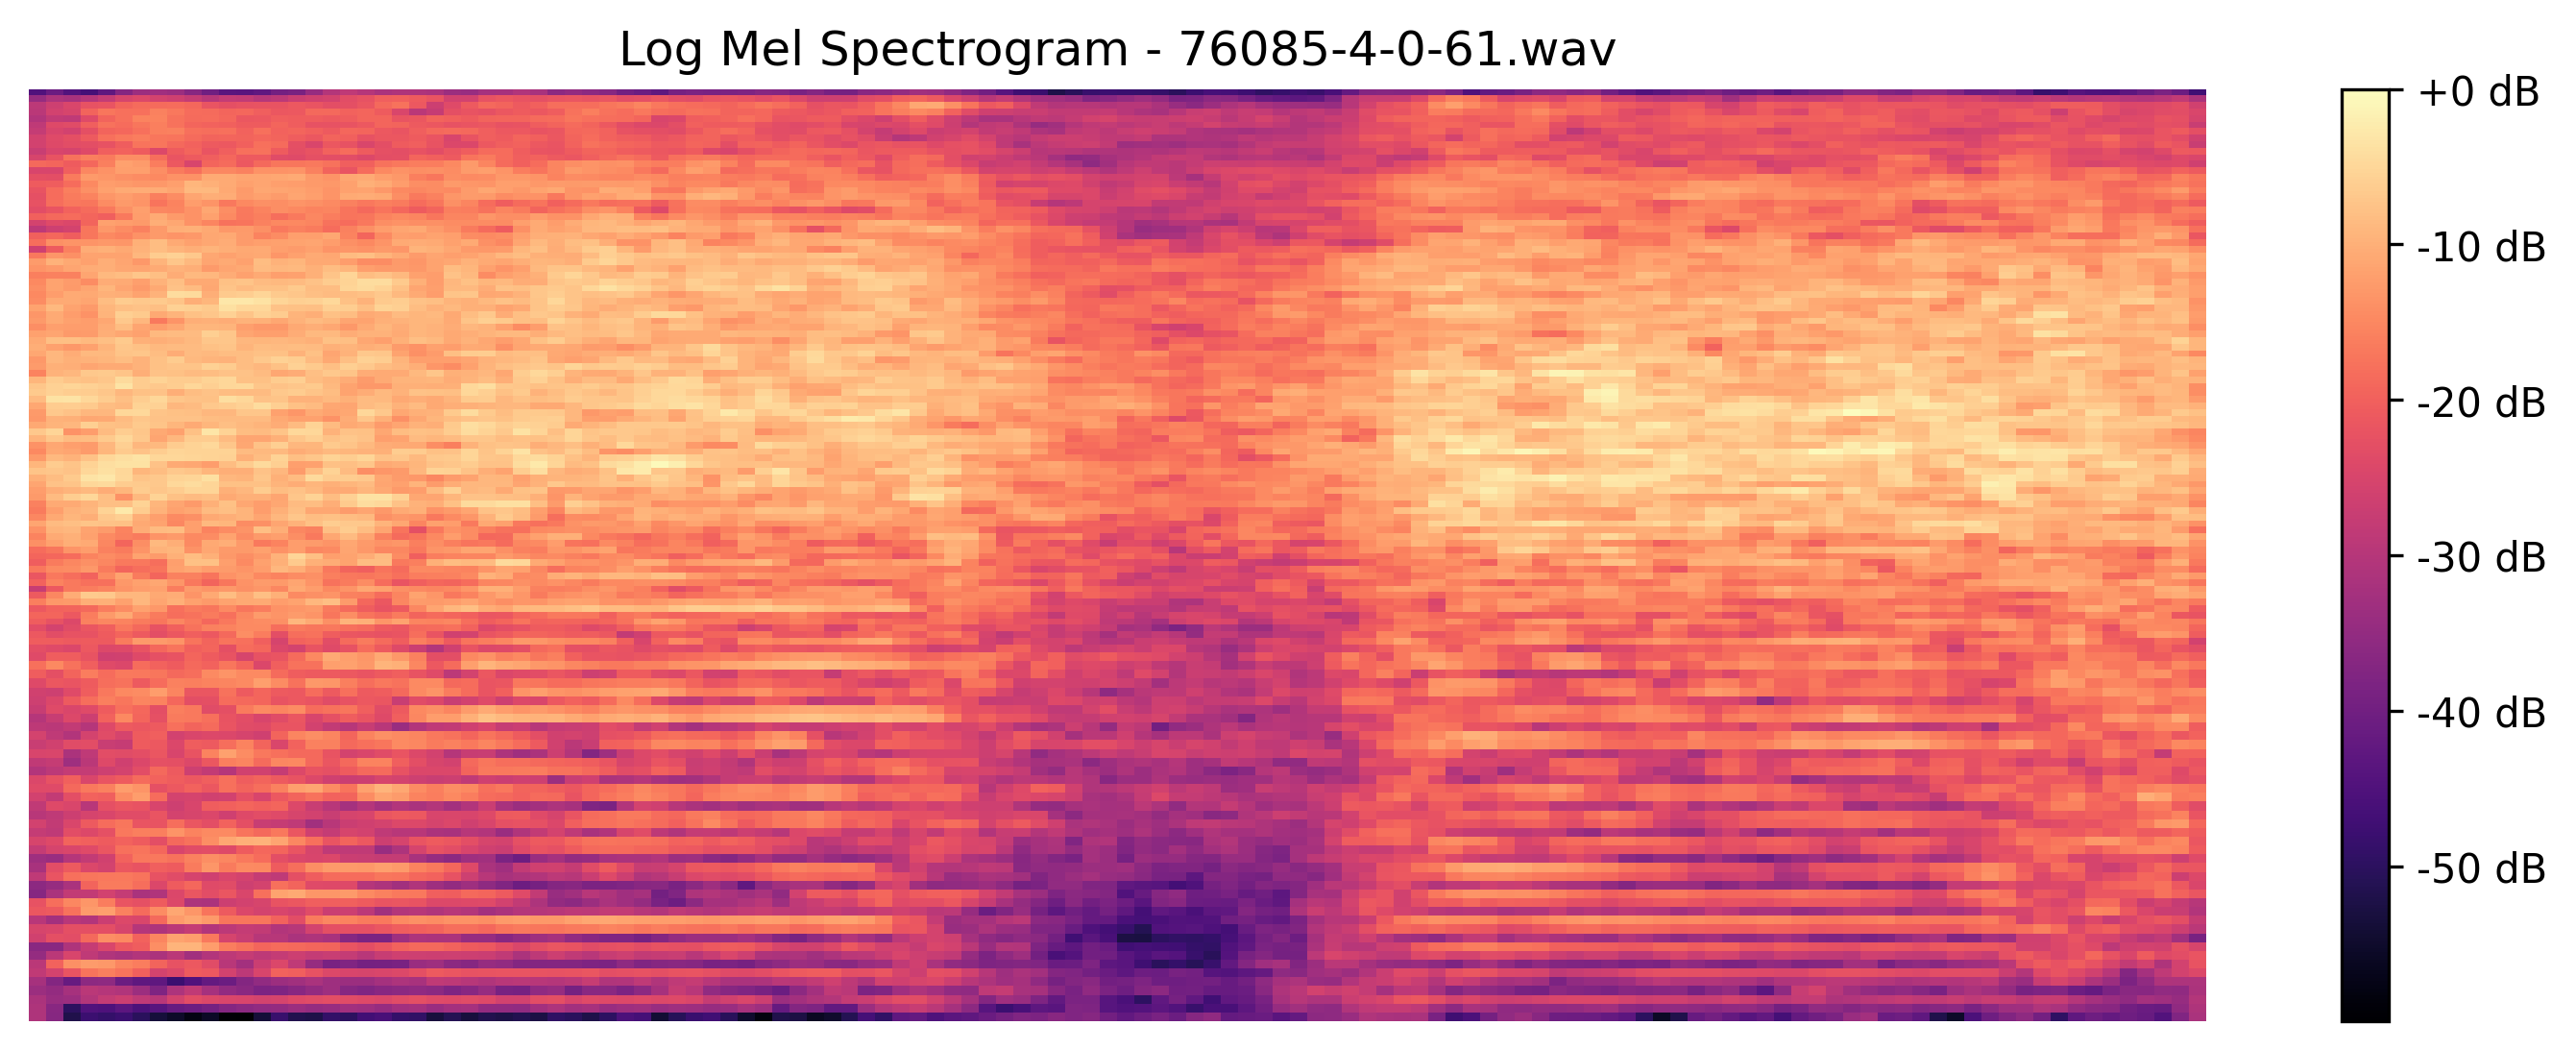 Log Mel Spectrogram - 76085-4-0-61.wav
+0 dB
-10 dB
-20 dB
-30 dB
-40 dB
-50 dB